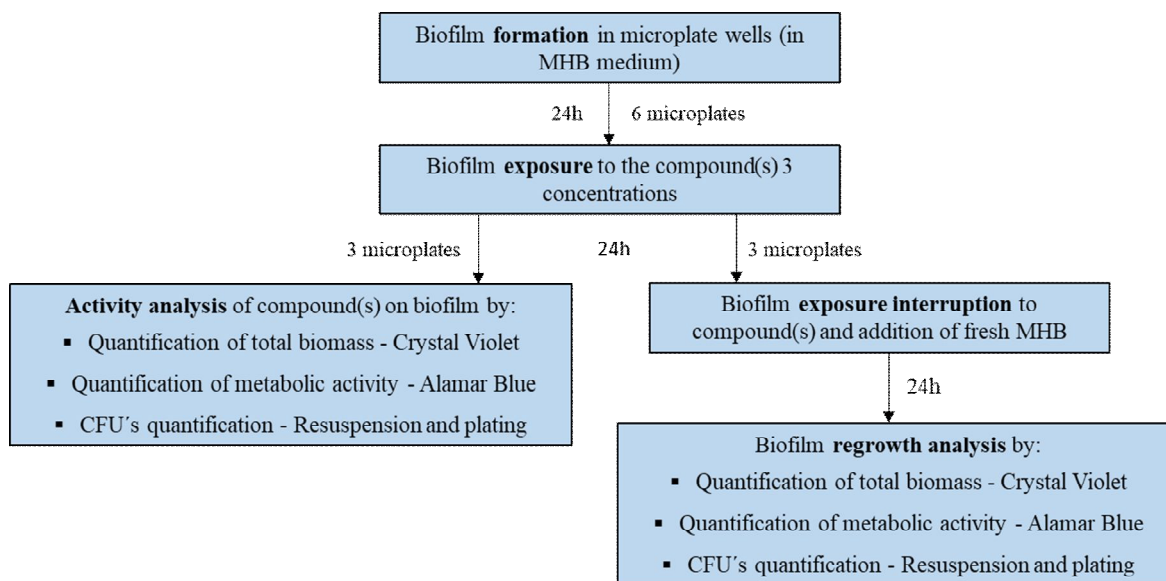 Biofilm formation in microplate wells (in
MHB medium)
24h
6 microplates
Biofilm exposure to the compound(s) 3
concentrations
3 microplates
24h
3 microplates
Activity analysis of compound(s) on biofilm by:
▪ Quantification of total biomass - Crystal Violet
▪ Quantification of metabolic activity - Alamar Blue
▪ CFU´s quantification - Resuspension and plating
Biofilm exposure interruption to
compound(s) and addition of fresh MHB
24h
Biofilm regrowth analysis by:
▪ Quantification of total biomass - Crystal Violet
▪ Quantification of metabolic activity - Alamar Blue
▪ CFU´s quantification - Resuspension and plating